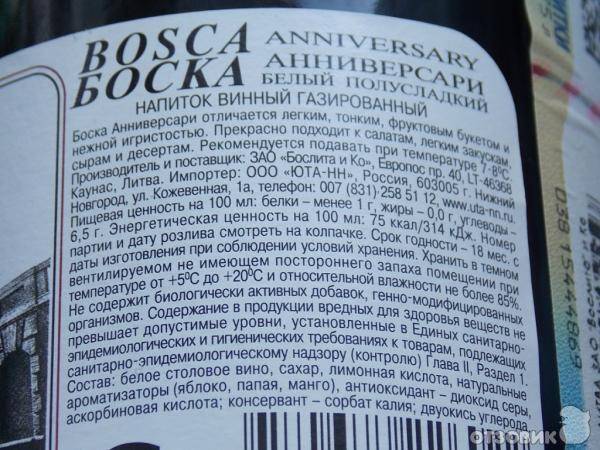 BOSCA ANNIVERSARY
БОСКА АННИВЕРСАРИ
БЕЛЫЙ ПОЛУСЛАДКИЙ
НАПИТОК ВИННЫЙ ГАЗИРОВАННЫЙ
Боска Анниверсари отличается легким, тонким, фруктовым букетом и
нежной игристостью. Прекрасно подходит к салатам, легким закускам,
сырам и десертам. Рекомендуется подавать при температуре 7-8ºС.
Производитель и поставщик: ЗАО «Бослита и Ко», Европос пр. 40, LT-46368
Каунас, Литва. Импортер: ООО «ЮТА-НН», Россия, 603005 г. Нижний
Новгород, ул. Кожевенная, 1а, телефон: 007 (831) 258 51 12, www.uta-nn.ru.
Пищевая ценность на 100 мл: белки – менее 1 г, жиры – 0,0 г, углеводы –
6,5 г. Энергетическая ценность на 100 мл: 75 ккал/314 кДж. Номер
партии и дату розлива смотреть на колпачке. Срок годности – 18 мес. с
даты изготовления при соблюдении условий хранения. Хранить в темном
вентилируемом не имеющем постороннего запаха помещении при
температуре от +5ºС до +20ºС и относительной влажности не более 85%.
Не содержит биологически активных добавок, генно-модифицированных
организмов. Содержание в продукции вредных для здоровья веществ не
превышает допустимые уровни, установленные в Единых санитарно-
эпидемиологических и гигиенических требованиях к товарам, подлежащих
санитарно-эпидемиологическому надзору (контролю) Глава II, Раздел 1.
Состав: белое столовое вино, сахар, лимонная кислота, натуральные
ароматизаторы (яблоко, папая, манго), антиоксидант – диоксид серы,
аскорбиновая кислота; консервант – сорбат калия; двуокись углерода
отзовик